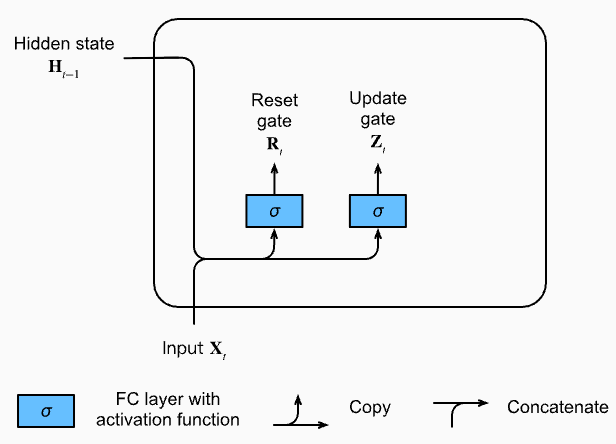 Hidden state
H_{t−1}
Reset
gate
R_t
Update
gate
Z_t
σ
σ
Input X_t
σ
FC layer with
activation function
Copy
Concatenate